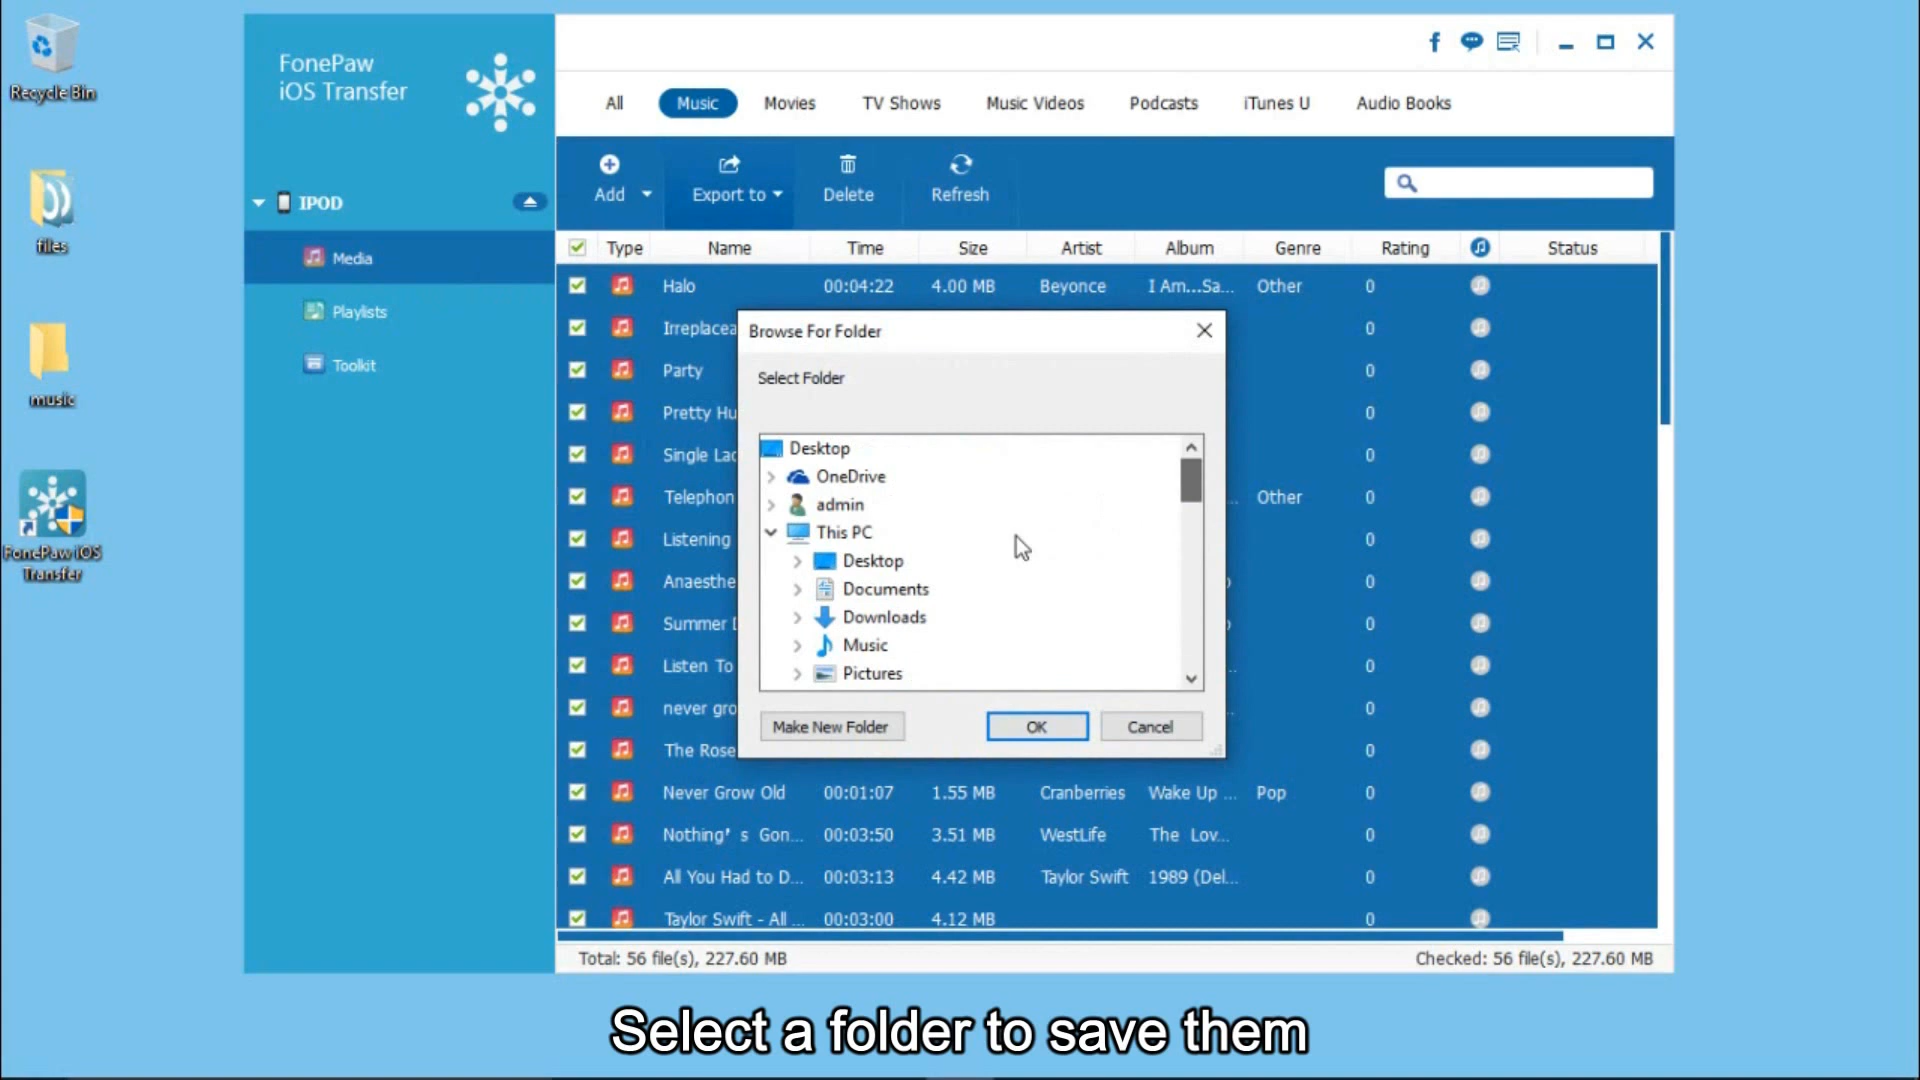 Recycle Bin
files
music
FonePaw iOS
Transfer
FonePaw
iOS Transfer
IPOD
Media
Playlists
Toolkit
All Music Movies TV Shows Music Videos Podcasts iTunes U Audio Books
Add Export to Delete Refresh
Type Name Time Size Artist Album Genre Rating Status
Halo 00:04:22 4.00 MB Beyonce I Am...Sa... Other 0
Irreplacea 0
Party 0
Pretty Hu 0
Single Lad 0
Telephon Other 0
Listening 0
Anaesthe 0
Summer 0
Listen To 0
never gro 0
The Rose 0
Never Grow Old 00:01:07 1.55 MB Cranberries Wake Up ... Pop 0
Nothing’ s Gon... 00:03:50 3.51 MB WestLife The Lov... 0
All You Had to D... 00:03:13 4.42 MB Taylor Swift 1989 (Del... 0
Taylor Swift - All ... 00:03:00 4.12 MB 0
Total: 56 file(s), 227.60 MB
Checked: 56 file(s), 227.60 MB
Browse For Folder
Select Folder
Desktop
OneDrive
admin
This PC
Desktop
Documents
Downloads
Music
Pictures
Make New Folder OK Cancel
Select a folder to save them